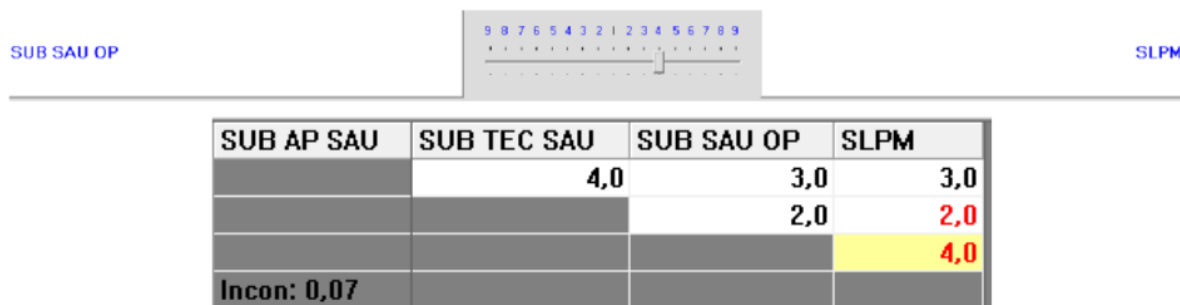 9 8 7 6 5 4 3 2 1 2 3 4 5 6 7 8 9
SUB SAU OP SLPM
SUB AP SAU SUB TEC SAU SUB SAU OP SLPM
4,0 3,0 3,0
2,0 2,0
4,0
Incon: 0,07